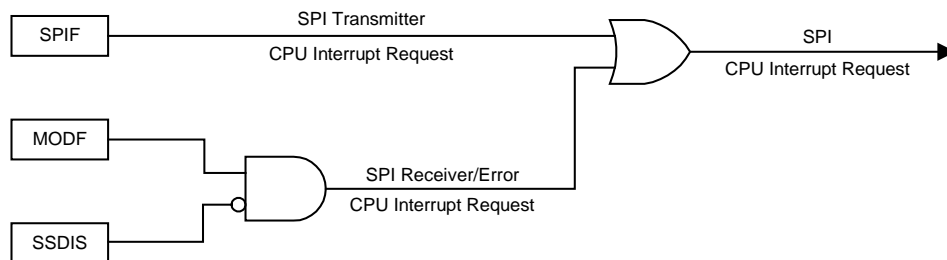 SPIF
SPI Transmitter
CPU Interrupt Request
SPI
CPU Interrupt Request
MODF
SPI Receiver/Error
CPU Interrupt Request
SSDIS